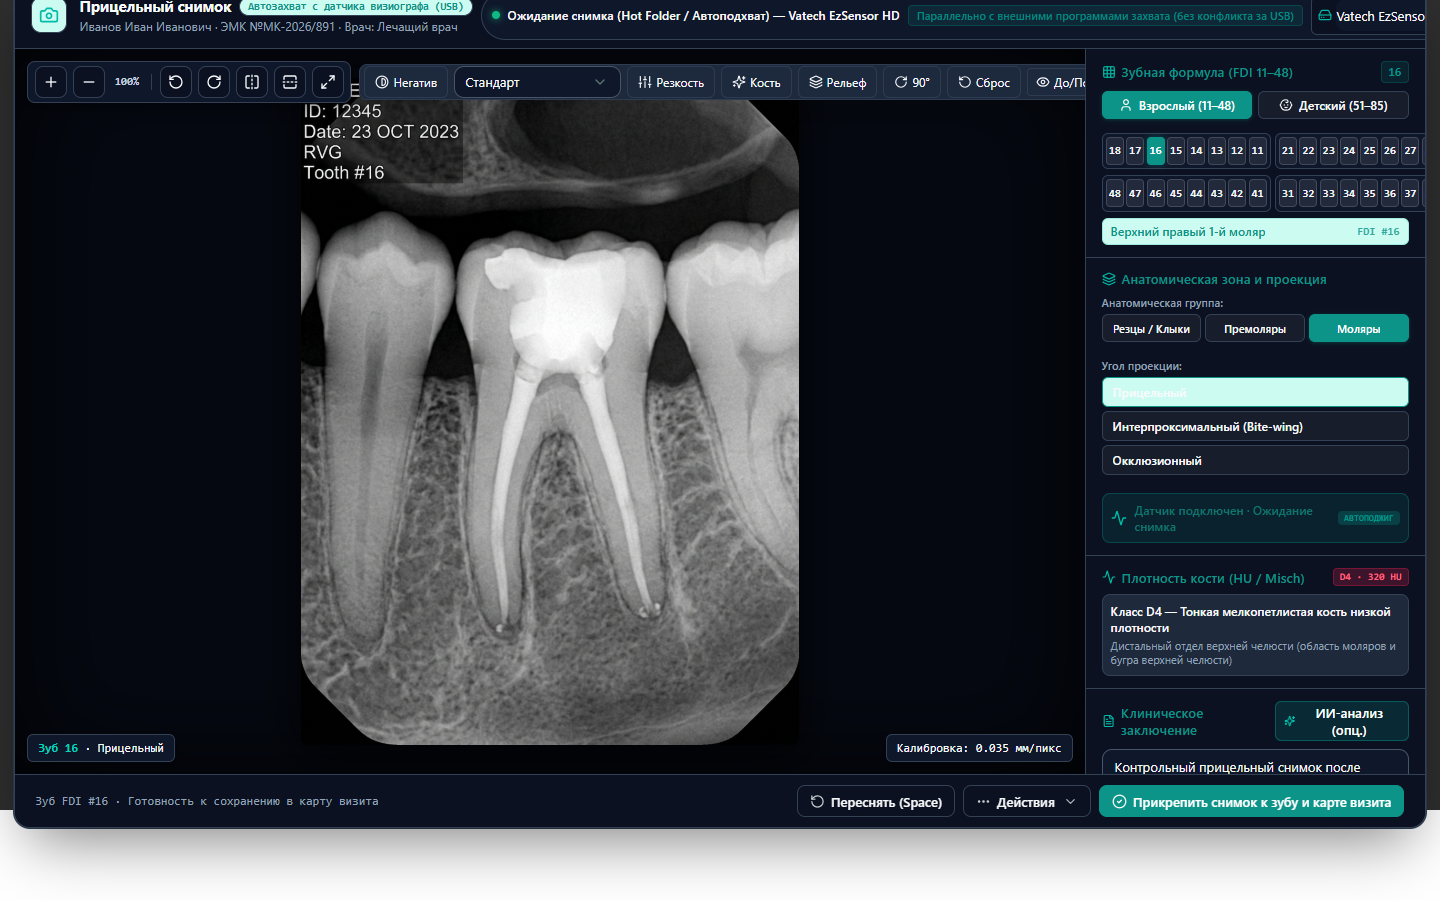 Прицельный снимок
Автозахват с датчика визиографа (USB)
Иванов Иван Иванович · ЭМК №МК-2026/891 · Врач: Лечащий врач
Ожидание снимка (Hot Folder / Автоподхват) — Vatech EzSensor HD
Параллельно с внешними программами захвата (без конфликта за USB)
Vatech EzSenso
100%
Негатив
Стандарт
Резкость
Кость
Рельеф
90°
Сброс
До/По
ID: 12345
Date: 23 OCT 2023
RVG
Tooth #16
Зуб 16 · Прицельный
Калибровка: 0.035 мм/пикс
Зубная формула (FDI 11–48)
16
Взрослый (11–48)
Детский (51–85)
18 17 16 15 14 13 12 11 21 22 23 24 25 26 27
48 47 46 45 44 43 42 41 31 32 33 34 35 36 37
Верхний правый 1-й моляр
FDI #16
Анатомическая зона и проекция
Анатомическая группа:
Резцы / Клыки
Премоляры
Моляры
Угол проекции:
Прицельный
Интерпроксимальный (Bite-wing)
Окклюзионный
Датчик подключен · Ожидание
снимка
АВТОПОДЖИГ
Плотность кости (HU / Misch)
D4 · 320 HU
Класс D4 — Тонкая мелкопетлистая кость низкой
плотности
Дистальный отдел верхней челюсти (область моляров и
бугра верхней челюсти)
Клиническое
заключение
ИИ-анализ
(опц.)
Контрольный прицельный снимок после
Зуб FDI #16 · Готовность к сохранению в карту визита
Переснять (Space)
Действия
Прикрепить снимок к зубу и карте визита